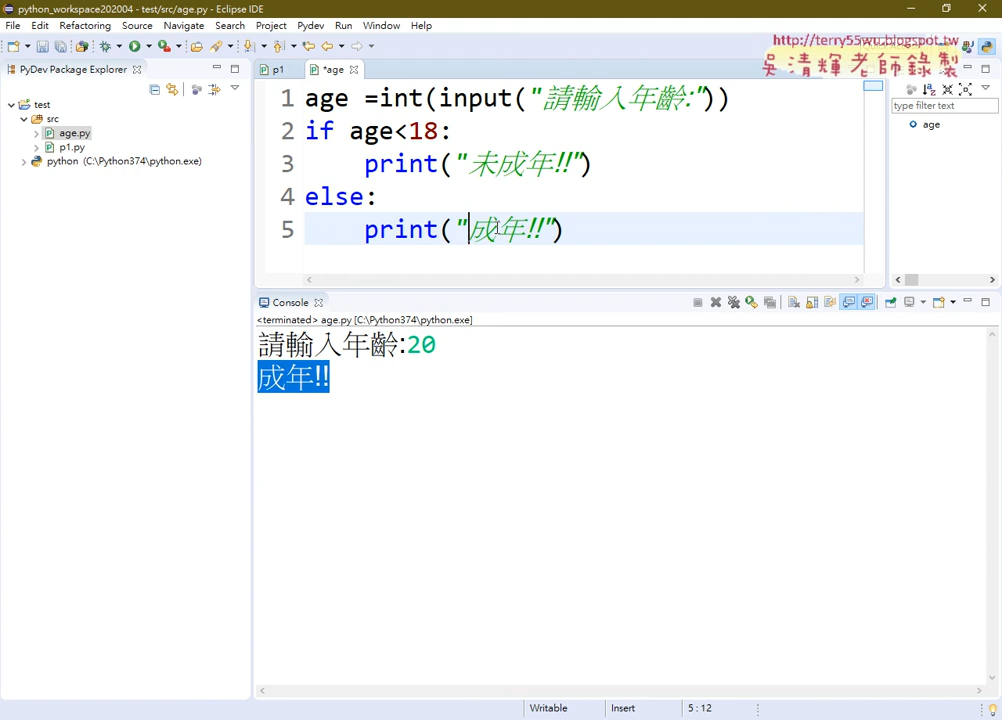 python_workspace202004 - test/src/age.py - Eclipse IDE
File Edit Refactoring Source Navigate Search Project Pydev Run Window Help
http://terry55wu.blogspot.tw
吳清輝老師錄製
PyDev Package Explorer
test
src
age.py
p1.py
python (C:\Python374\python.exe)
p1
*age
1 age =int(input("請輸入年齡:"))
2 if age<18:
3 print("未成年!!")
4 else:
5 print("成年!!")
type filter text
age
Console
<terminated> age.py [C:\Python374\python.exe]
請輸入年齡:20
成年!!
Writable Insert 5 : 12